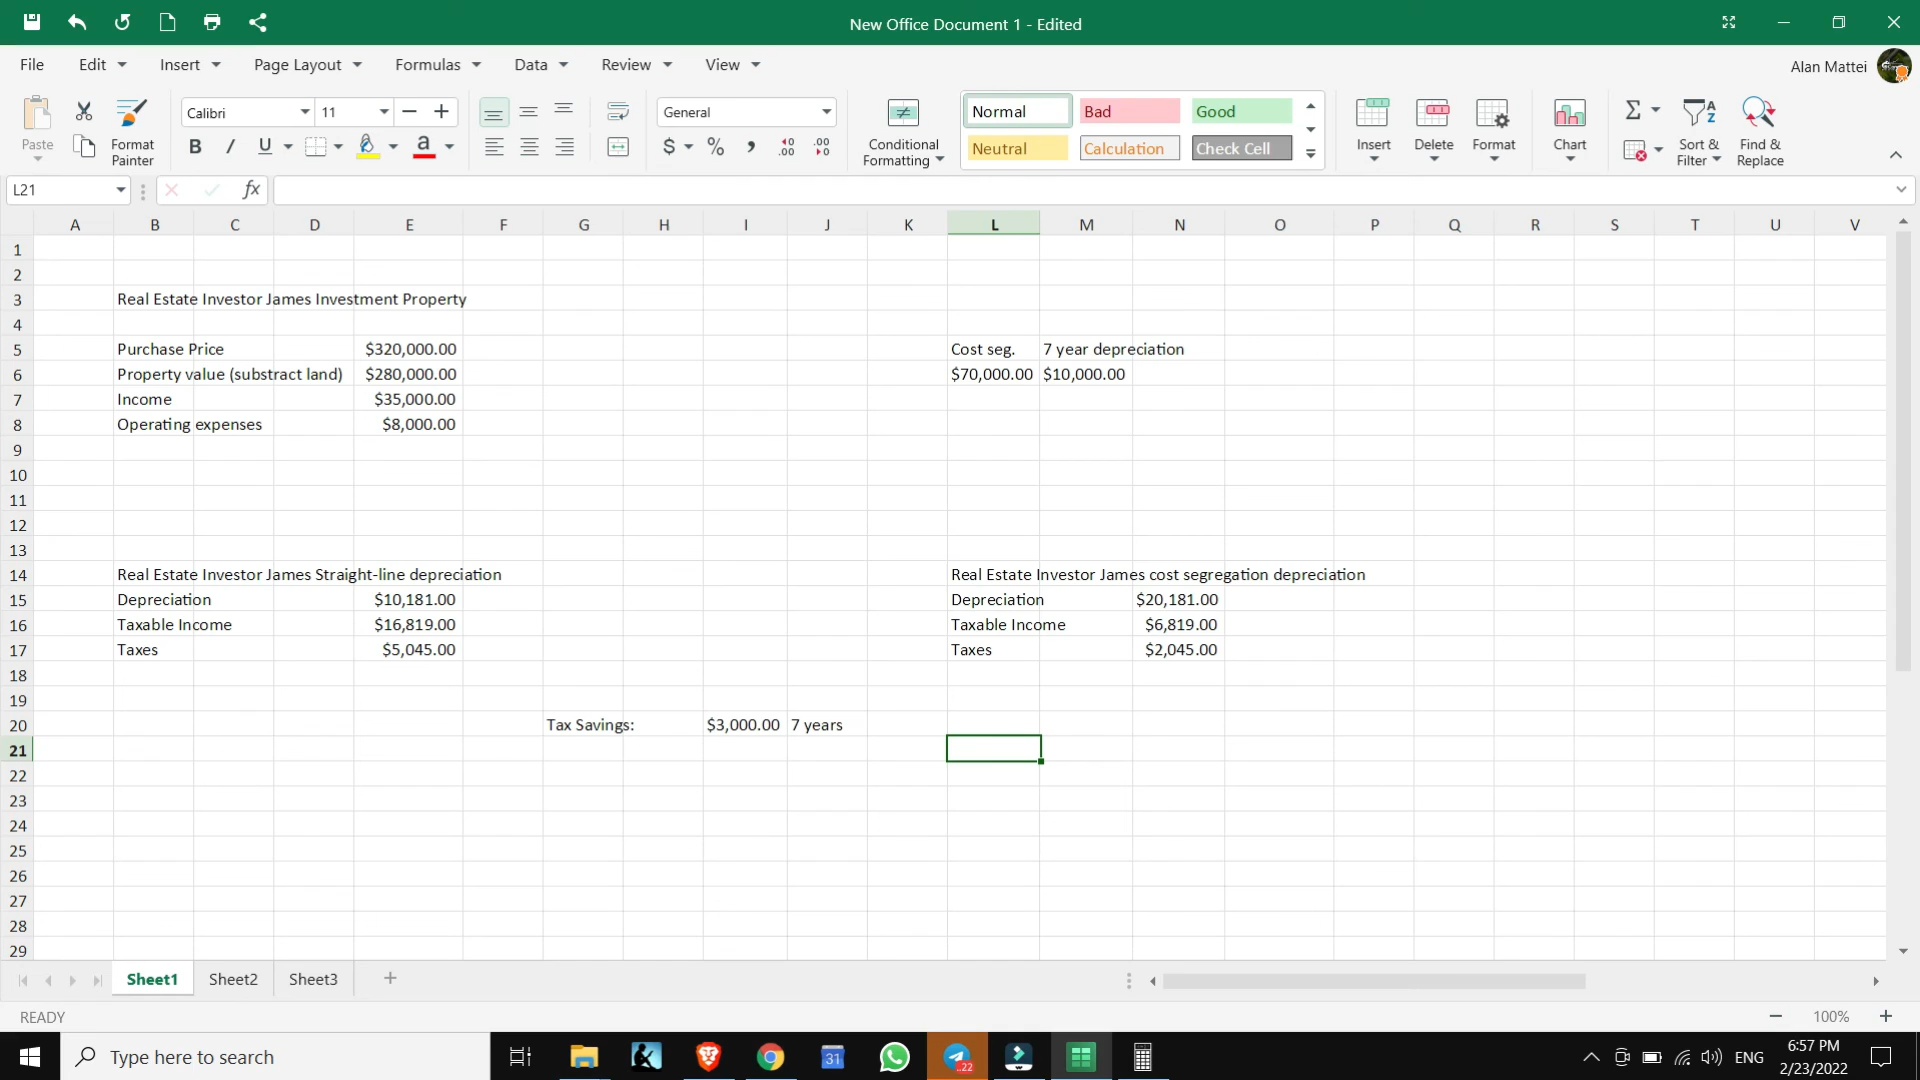 New Office Document 1 - Edited
File Edit Insert Page Layout Formulas Data Review View Alan Mattei
Paste Format Painter Calibri 11 General Conditional Formatting Normal Bad Good Neutral Calculation Check Cell Insert Delete Format Chart Sort & Filter Find & Replace
L21 fx
A B C D E F G H I J K L M N O P Q R S T U V
1
2
3 Real Estate Investor James Investment Property
4
5 Purchase Price $320,000.00 Cost seg. 7 year depreciation
6 Property value (substract land) $280,000.00 $70,000.00 $10,000.00
7 Income $35,000.00
8 Operating expenses $8,000.00
9
10
11
12
13
14 Real Estate Investor James Straight-line depreciation Real Estate Investor James cost segregation depreciation
15 Depreciation $10,181.00 Depreciation $20,181.00
16 Taxable Income $16,819.00 Taxable Income $6,819.00
17 Taxes $5,045.00 Taxes $2,045.00
18
19
20 Tax Savings: $3,000.00 7 years
21
22
23
24
25
26
27
28
29
Sheet1 Sheet2 Sheet3
READY 100%
Type here to search 31 ..22 ENG 6:57 PM
2/23/2022